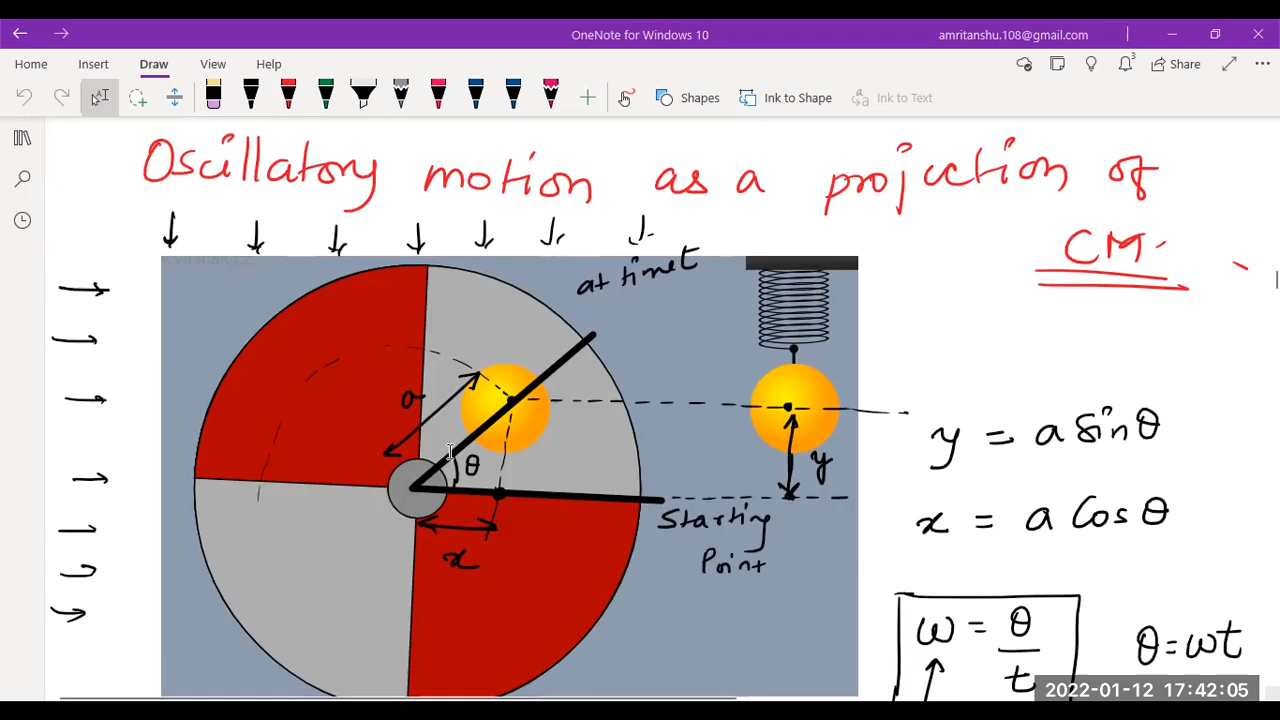 OneNote for Windows 10
amritanshu.108@gmail.com
Home Insert Draw View Help
Share
Shapes
Ink to Shape
Ink to Text
Oscillatory motion as a projection of
CM
at time t
a
θ
y
x
Starting
Point
y = a sinθ
x = a Cosθ
ω = θ/t
θ = ωt
2022-01-12 17:42:05